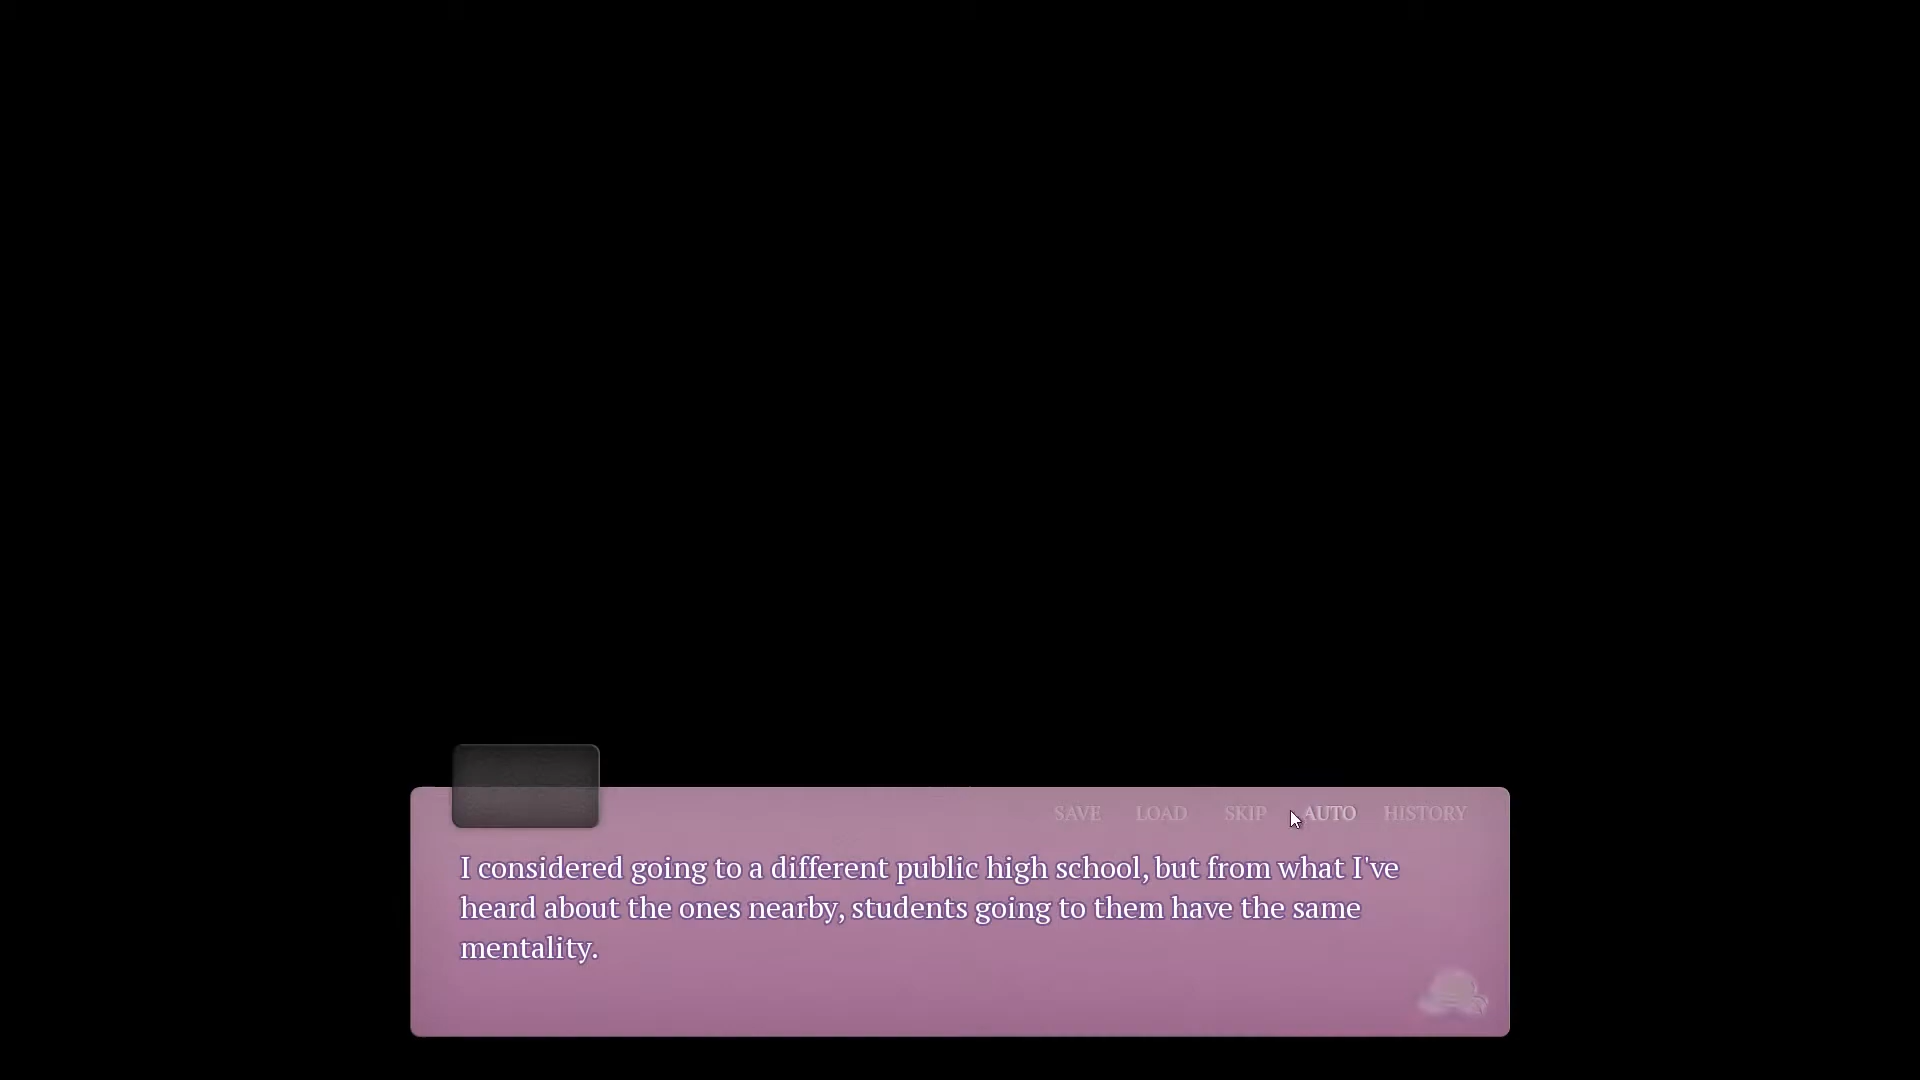 SAVE LOAD SKIP AUTO HISTORY
I considered going to a different public high school, but from what I've
heard about the ones nearby, students going to them have the same
mentality.